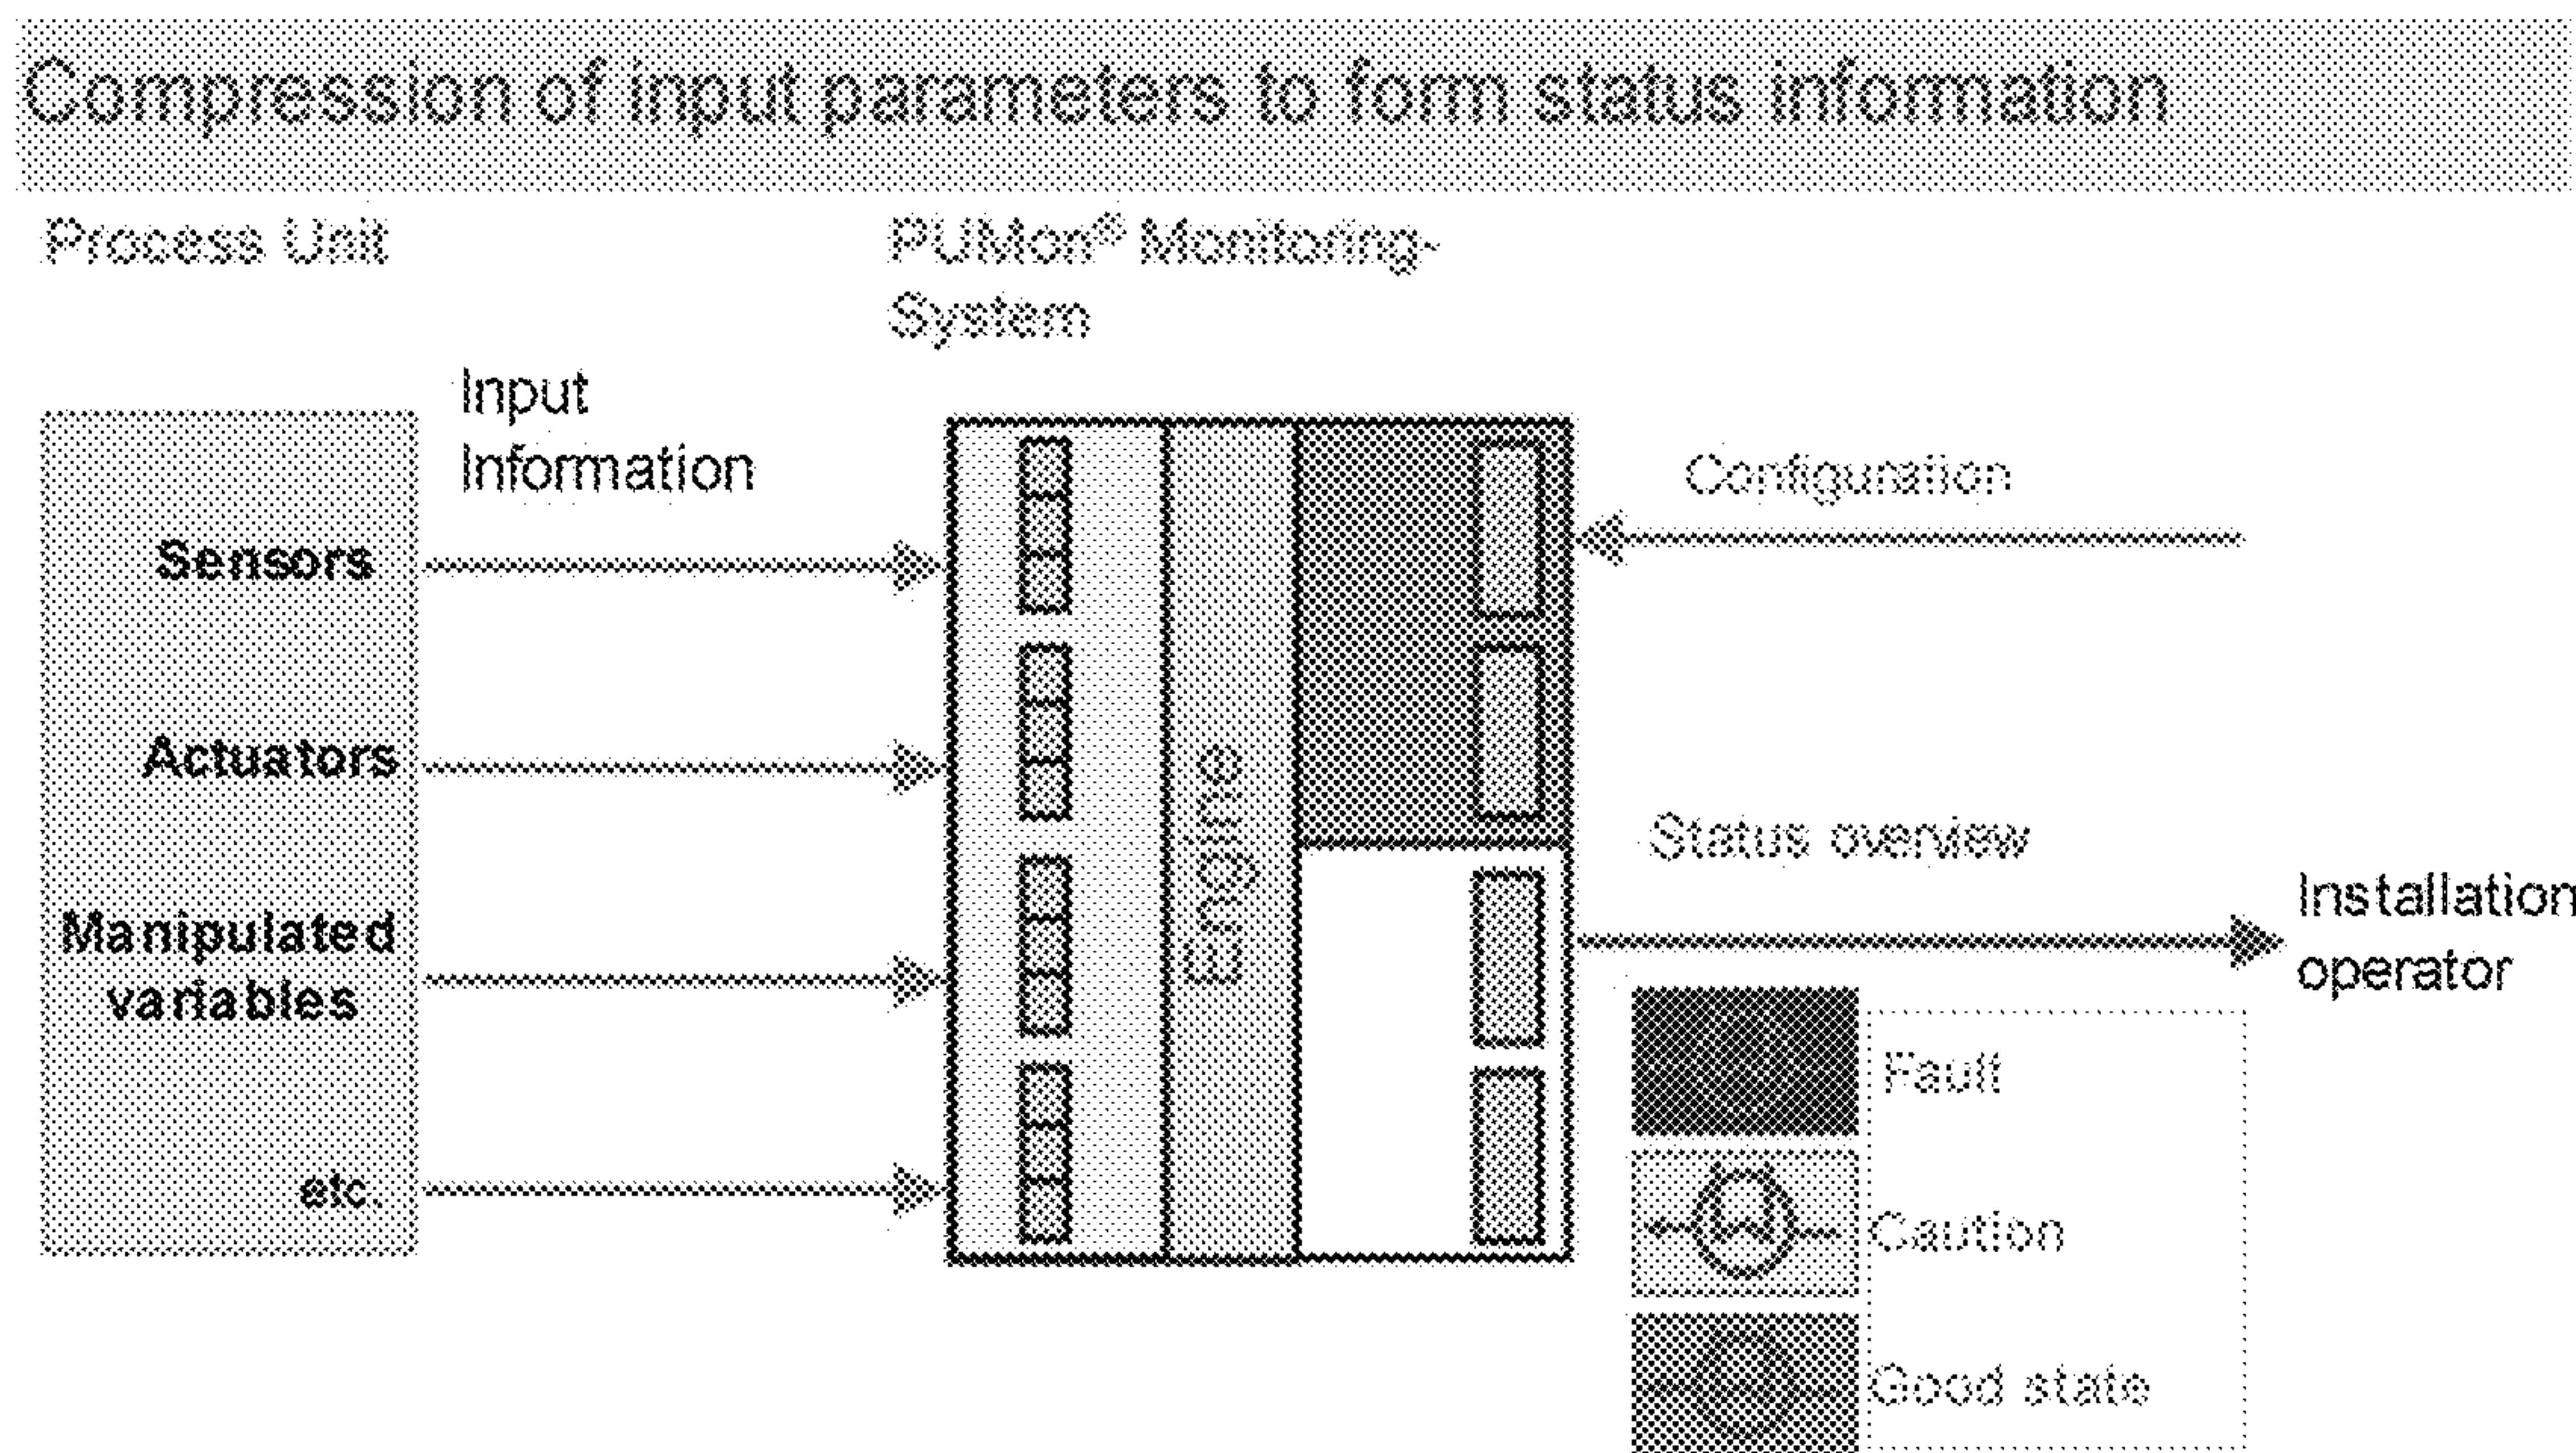 Compression of input parameters to form status information
Process Unit
PUMon® Monitoring-
System
Input
Information
Configuration
Sensors
Actuators
Manipulated
variables
etc.
Engine
Status overview
Installation
operator
Fault
Caution
Good state